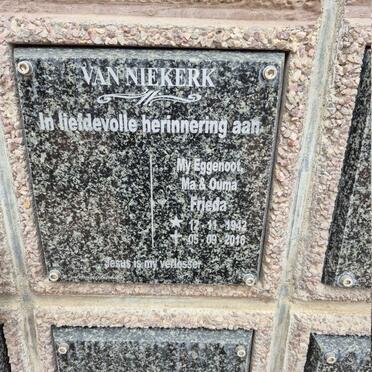 VAN NIEKERK
In liefdevolle herinnering aan
My Eggenoot,
Ma & Ouma
Frieda
★ 12 11 1942
✝ 05 09 2016
Jesus is my verlosser